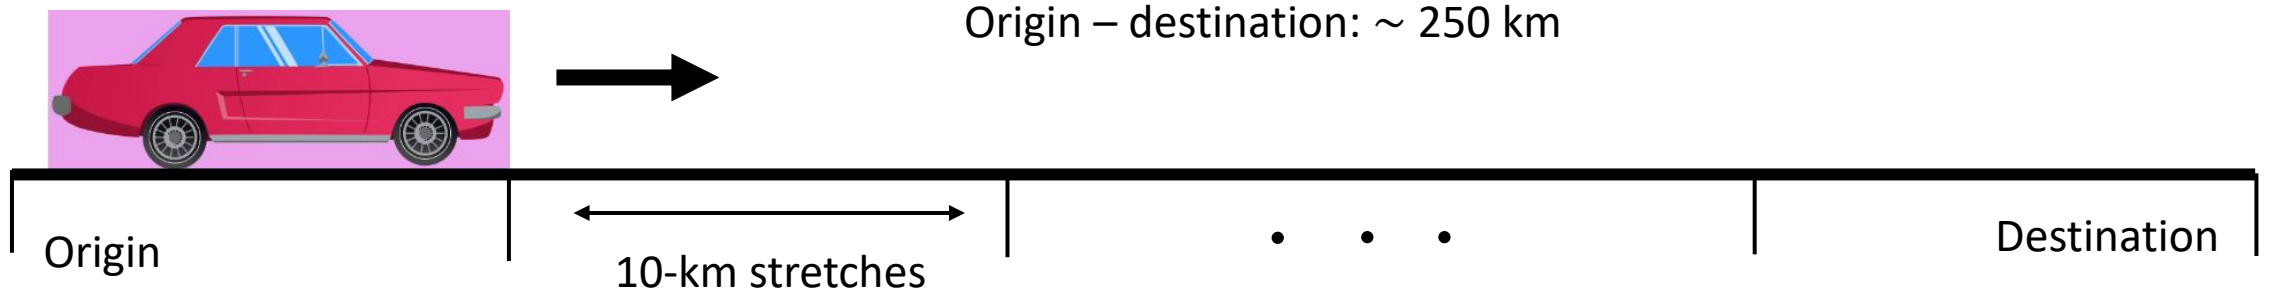 Origin – destination: ~ 250 km
Origin
10-km stretches
. . .
Destination